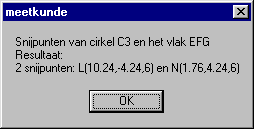 meetkunde
Snijpunten van cirkel C3 en het vlak EFG
Resultaat:
2 snijpunten: L(10.24,-4.24,6) en N(1.76,4.24,6)
OK